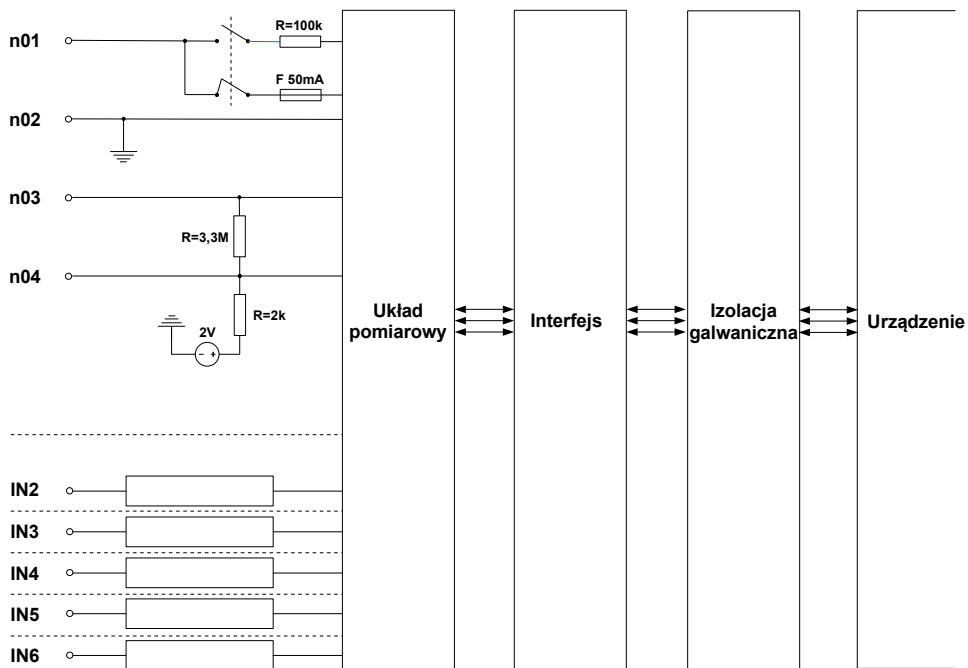 n01
R=100k
F 50mA
n02
n03
R=3,3M
n04
R=2k
2V
- +
Układ
pomiarowy
Interfejs
Izolacja
galwaniczna
Urządzenie
IN2
IN3
IN4
IN5
IN6